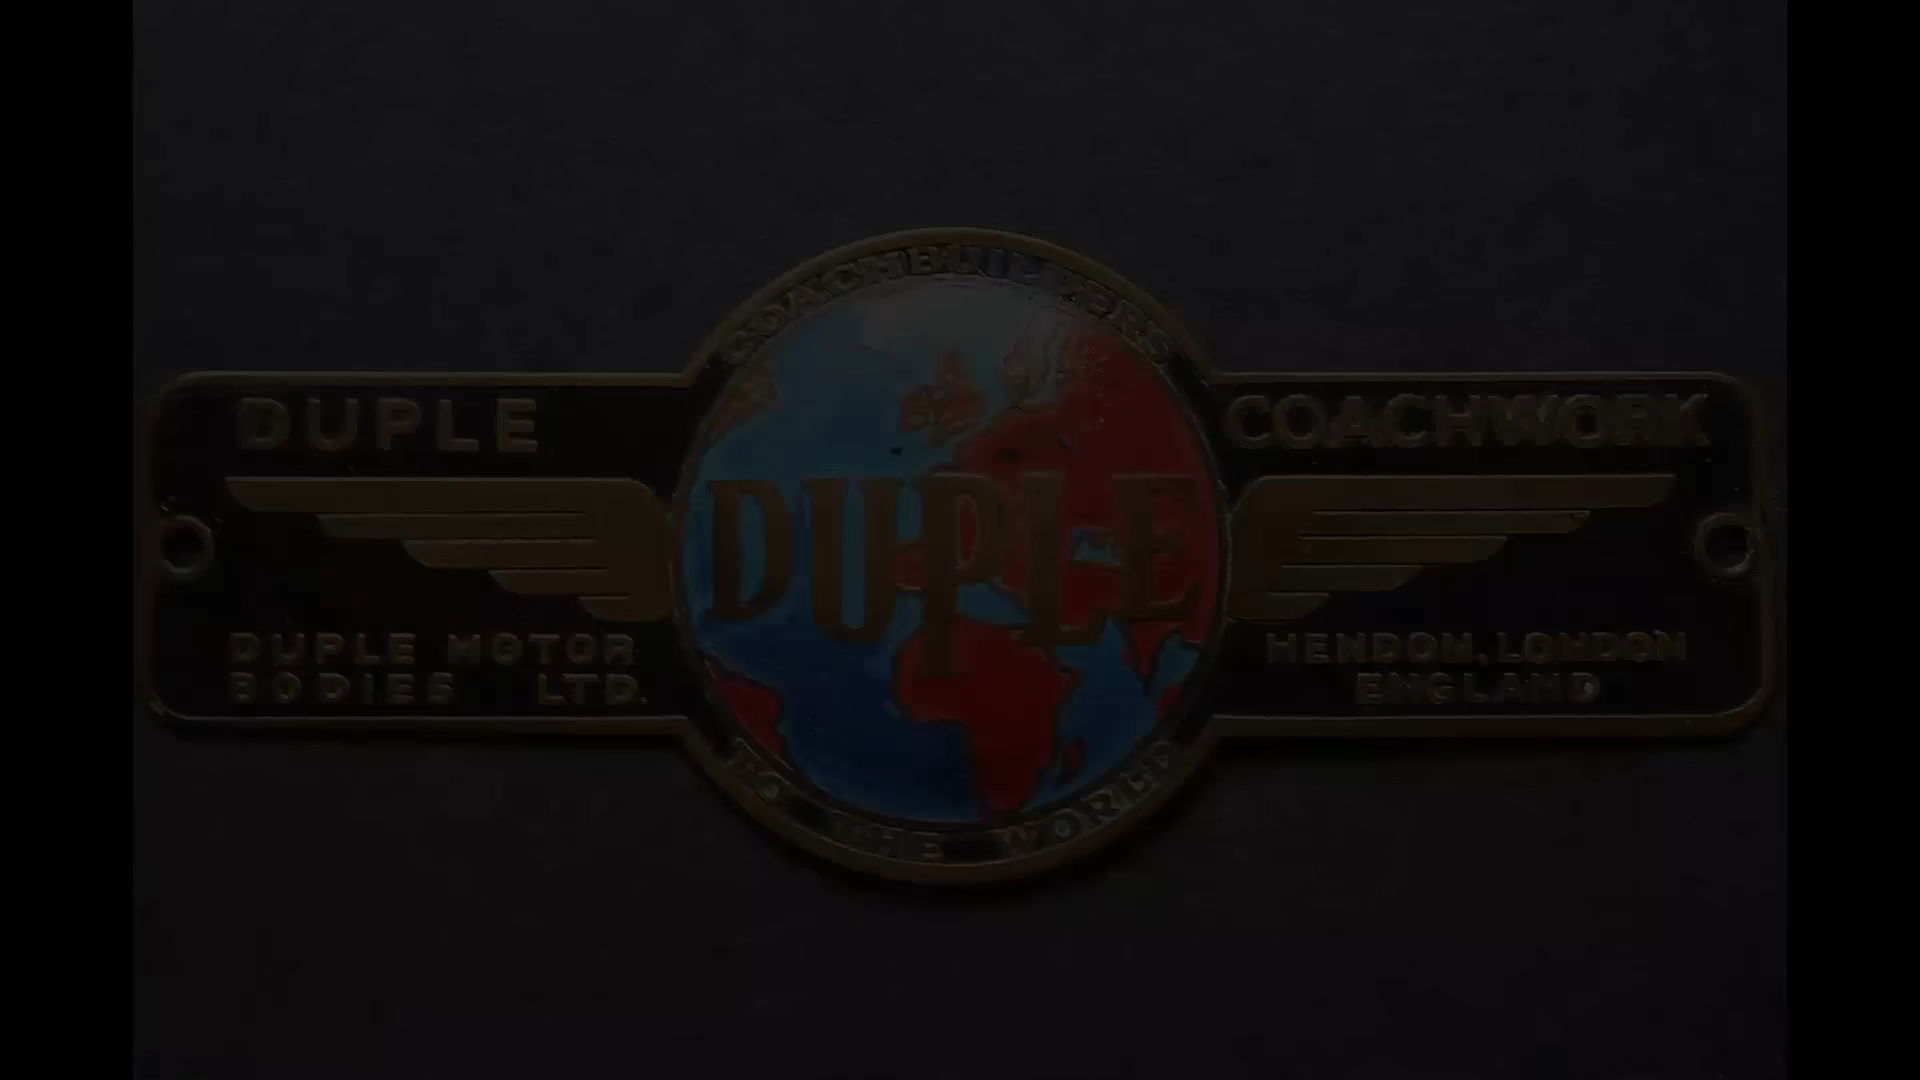 COACHBUILDERS
DUPLE
COACHWORK
DUPLE
DUPLE MOTOR
BODIES LTD.
HENDON, LONDON
ENGLAND
TO THE WORLD